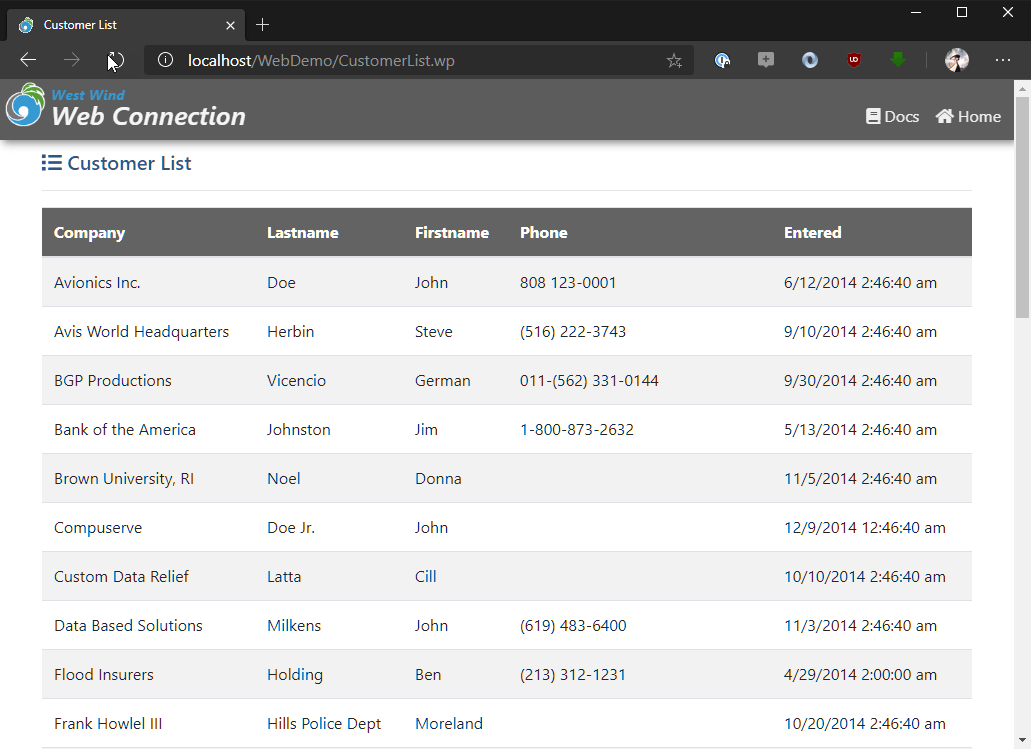 Customer List
localhost/WebDemo/CustomerList.wp
West Wind
Web Connection
Docs Home
Customer List
Company Lastname Firstname Phone Entered
Avionics Inc. Doe John 808 123-0001 6/12/2014 2:46:40 am
Avis World Headquarters Herbin Steve (516) 222-3743 9/10/2014 2:46:40 am
BGP Productions Vicencio German 011-(562) 331-0144 9/30/2014 2:46:40 am
Bank of the America Johnston Jim 1-800-873-2632 5/13/2014 2:46:40 am
Brown University, RI Noel Donna 11/5/2014 2:46:40 am
Compuserve Doe Jr. John 12/9/2014 12:46:40 am
Custom Data Relief Latta Cill 10/10/2014 2:46:40 am
Data Based Solutions Milkens John (619) 483-6400 11/3/2014 2:46:40 am
Flood Insurers Holding Ben (213) 312-1231 4/29/2014 2:00:00 am
Frank Howlel III Hills Police Dept Moreland 10/20/2014 2:46:40 am